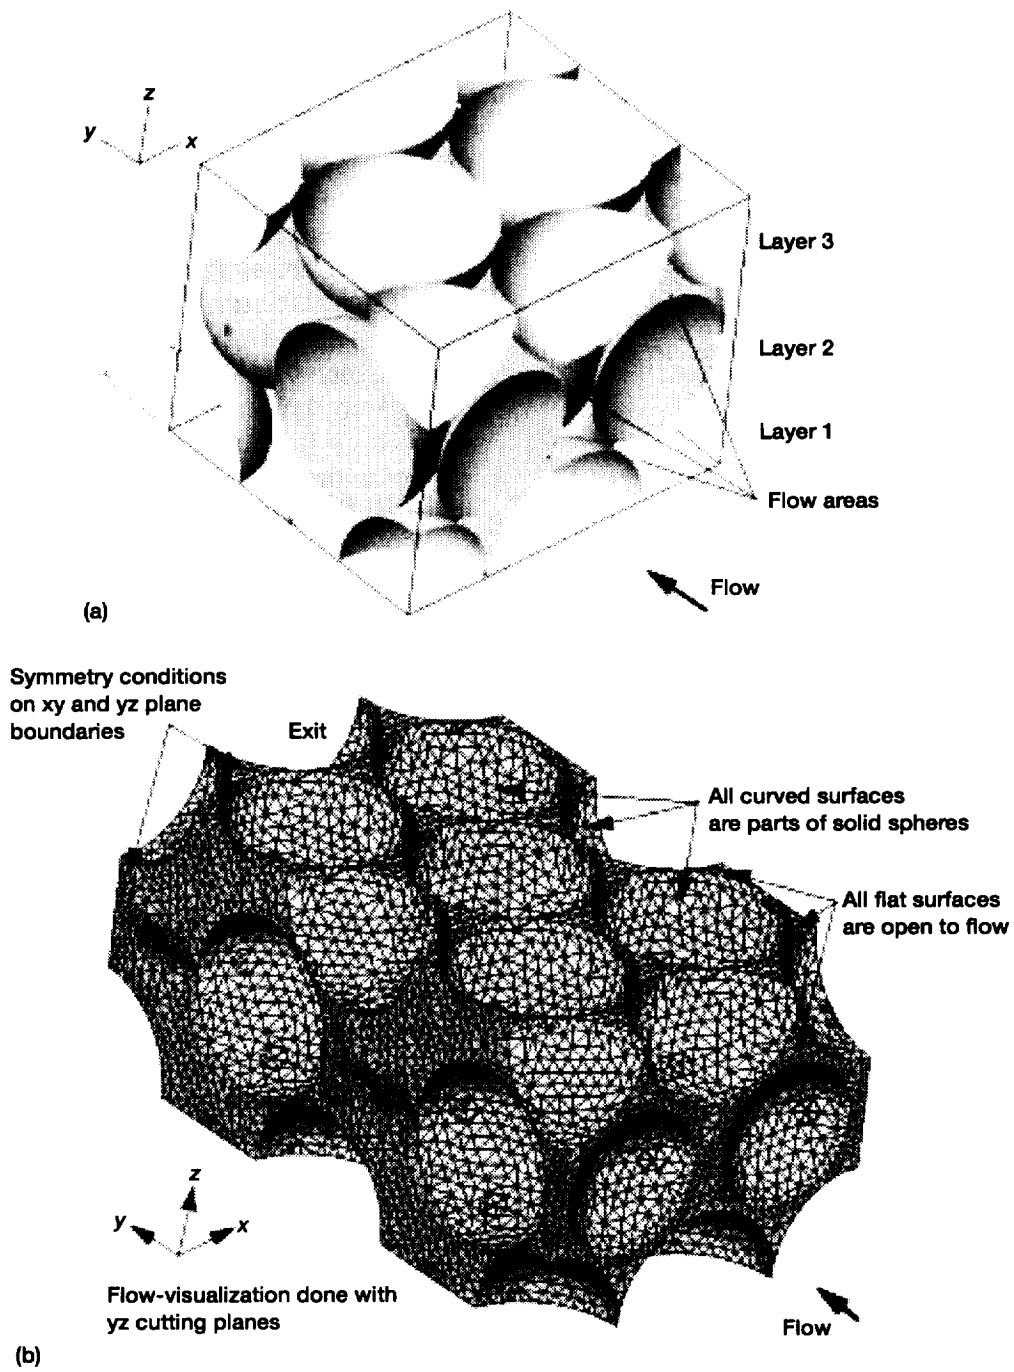 z
y
x
Layer 3
Layer 2
Layer 1
Flow areas
Flow
(a)
Symmetry conditions
on xy and yz plane
boundaries
Exit
All curved surfaces
are parts of solid spheres
All flat surfaces
are open to flow
z
y
x
Flow-visualization done with
yz cutting planes
Flow
(b)